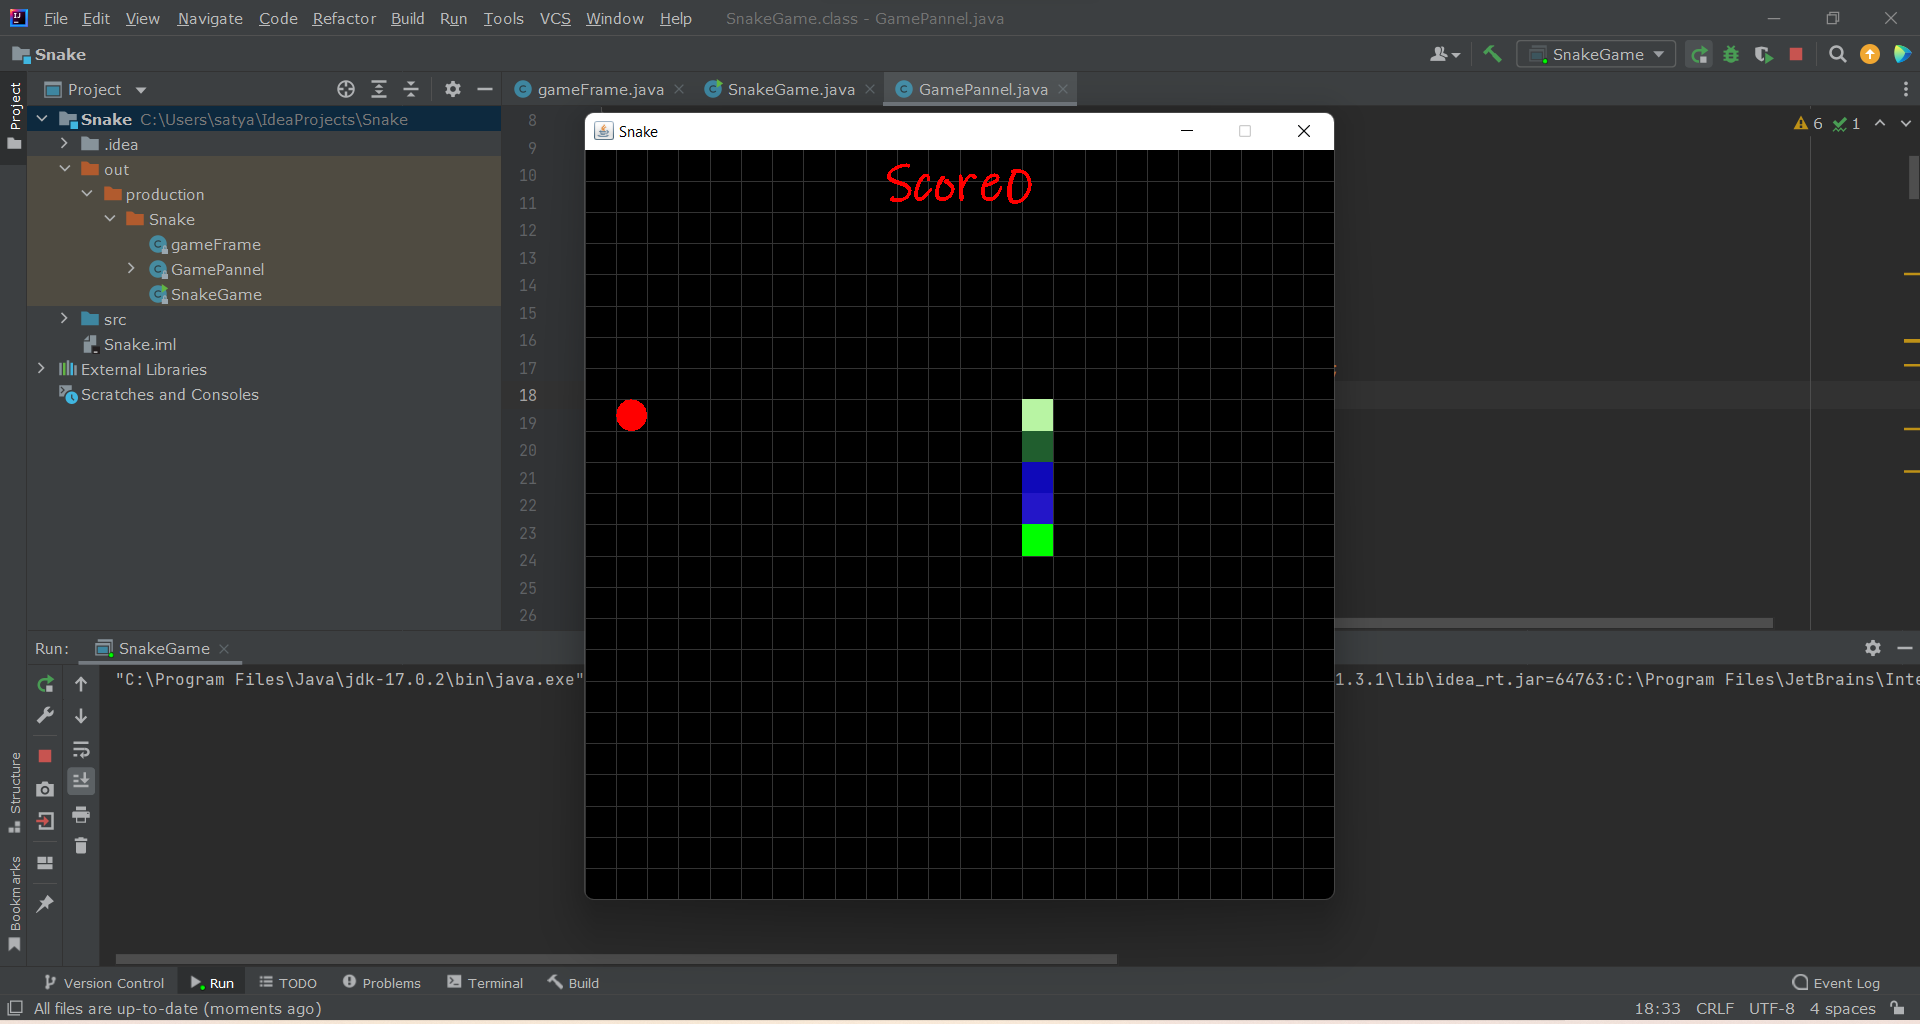 File Edit View Navigate Code Refactor Build Run Tools VCS Window Help SnakeGame.class - GamePannel.java
Snake SnakeGame
Project gameFrame.java SnakeGame.java GamePannel.java
Project
Snake C:\Users\satya\IdeaProjects\Snake
.idea
out
production
Snake
gameFrame
GamePannel
SnakeGame
src
Snake.iml
External Libraries
Scratches and Consoles
8
9
10
11
12
13
14
15
16
17
18
19
20
21
22
23
24
25
26
6 1
;
Snake
Score0
Run: SnakeGame
"C:\Program Files\Java\jdk-17.0.2\bin\java.exe" 1.3.1\lib\idea_rt.jar=64763:C:\Program Files\JetBrains\Inte
Structure
Bookmarks
Version Control Run TODO Problems Terminal Build Event Log
All files are up-to-date (moments ago) 18:33 CRLF UTF-8 4 spaces